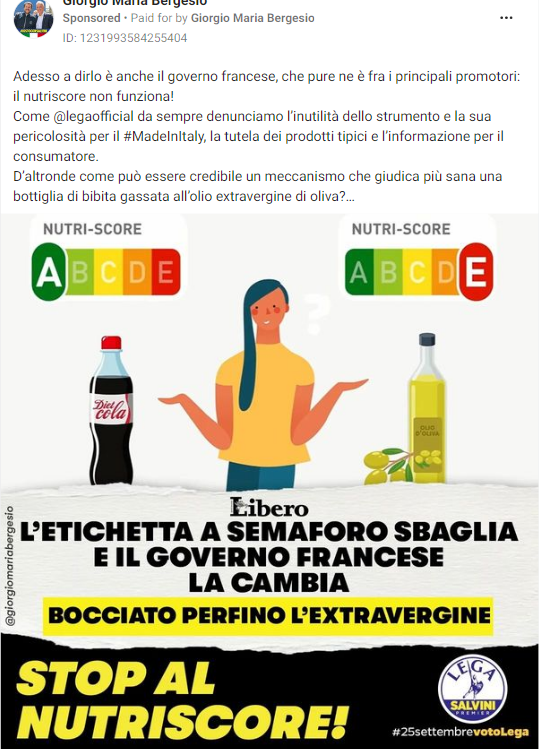 Giorgio Maria Bergesio
Sponsored • Paid for by Giorgio Maria Bergesio
ID: 1231993584255404
Adesso a dirlo è anche il governo francese, che pure ne è fra i principali promotori:
il nutriscore non funziona!
Come @legaofficial da sempre denunciamo l'inutilità dello strumento e la sua
pericolosità per il #MadeInItaly, la tutela dei prodotti tipici e l'informazione per il
consumatore.
D'altronde come può essere credibile un meccanismo che giudica più sana una
bottiglia di bibita gassata all'olio extravergine di oliva?...
NUTRI-SCORE
A B C D E
NUTRI-SCORE
A B C D E
?
Diet
cola
OLIO
D'OLIVA
Libero
L'ETICHETTA A SEMAFORO SBAGLIA
E IL GOVERNO FRANCESE
LA CAMBIA
BOCCIATO PERFINO L'EXTRAVERGINE
@giorgiomariabergesio
STOP AL
NUTRISCORE!
LEGA
SALVINI
PREMIER
#25settembrevotoLega